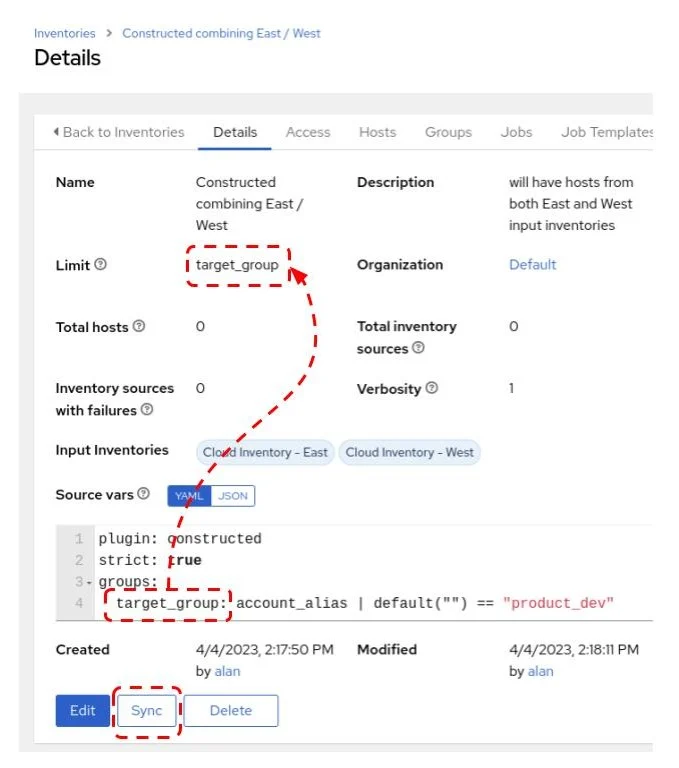 Inventories > Constructed combining East / West
Details
Back to Inventories Details Access Hosts Groups Jobs Job Templates
Name Constructed combining East / West Description will have hosts from both East and West input inventories
Limit target_group Organization Default
Total hosts 0 Total inventory sources 0
Inventory sources with failures 0 Verbosity 1
Input Inventories Cloud Inventory - East Cloud Inventory - West
Source vars YAML JSON
1 plugin: constructed
2 strict: true
3 groups:
4 target_group: account_alias | default("") == "product_dev"
Created 4/4/2023, 2:17:50 PM by alan Modified 4/4/2023, 2:18:11 PM by alan
Edit Sync Delete